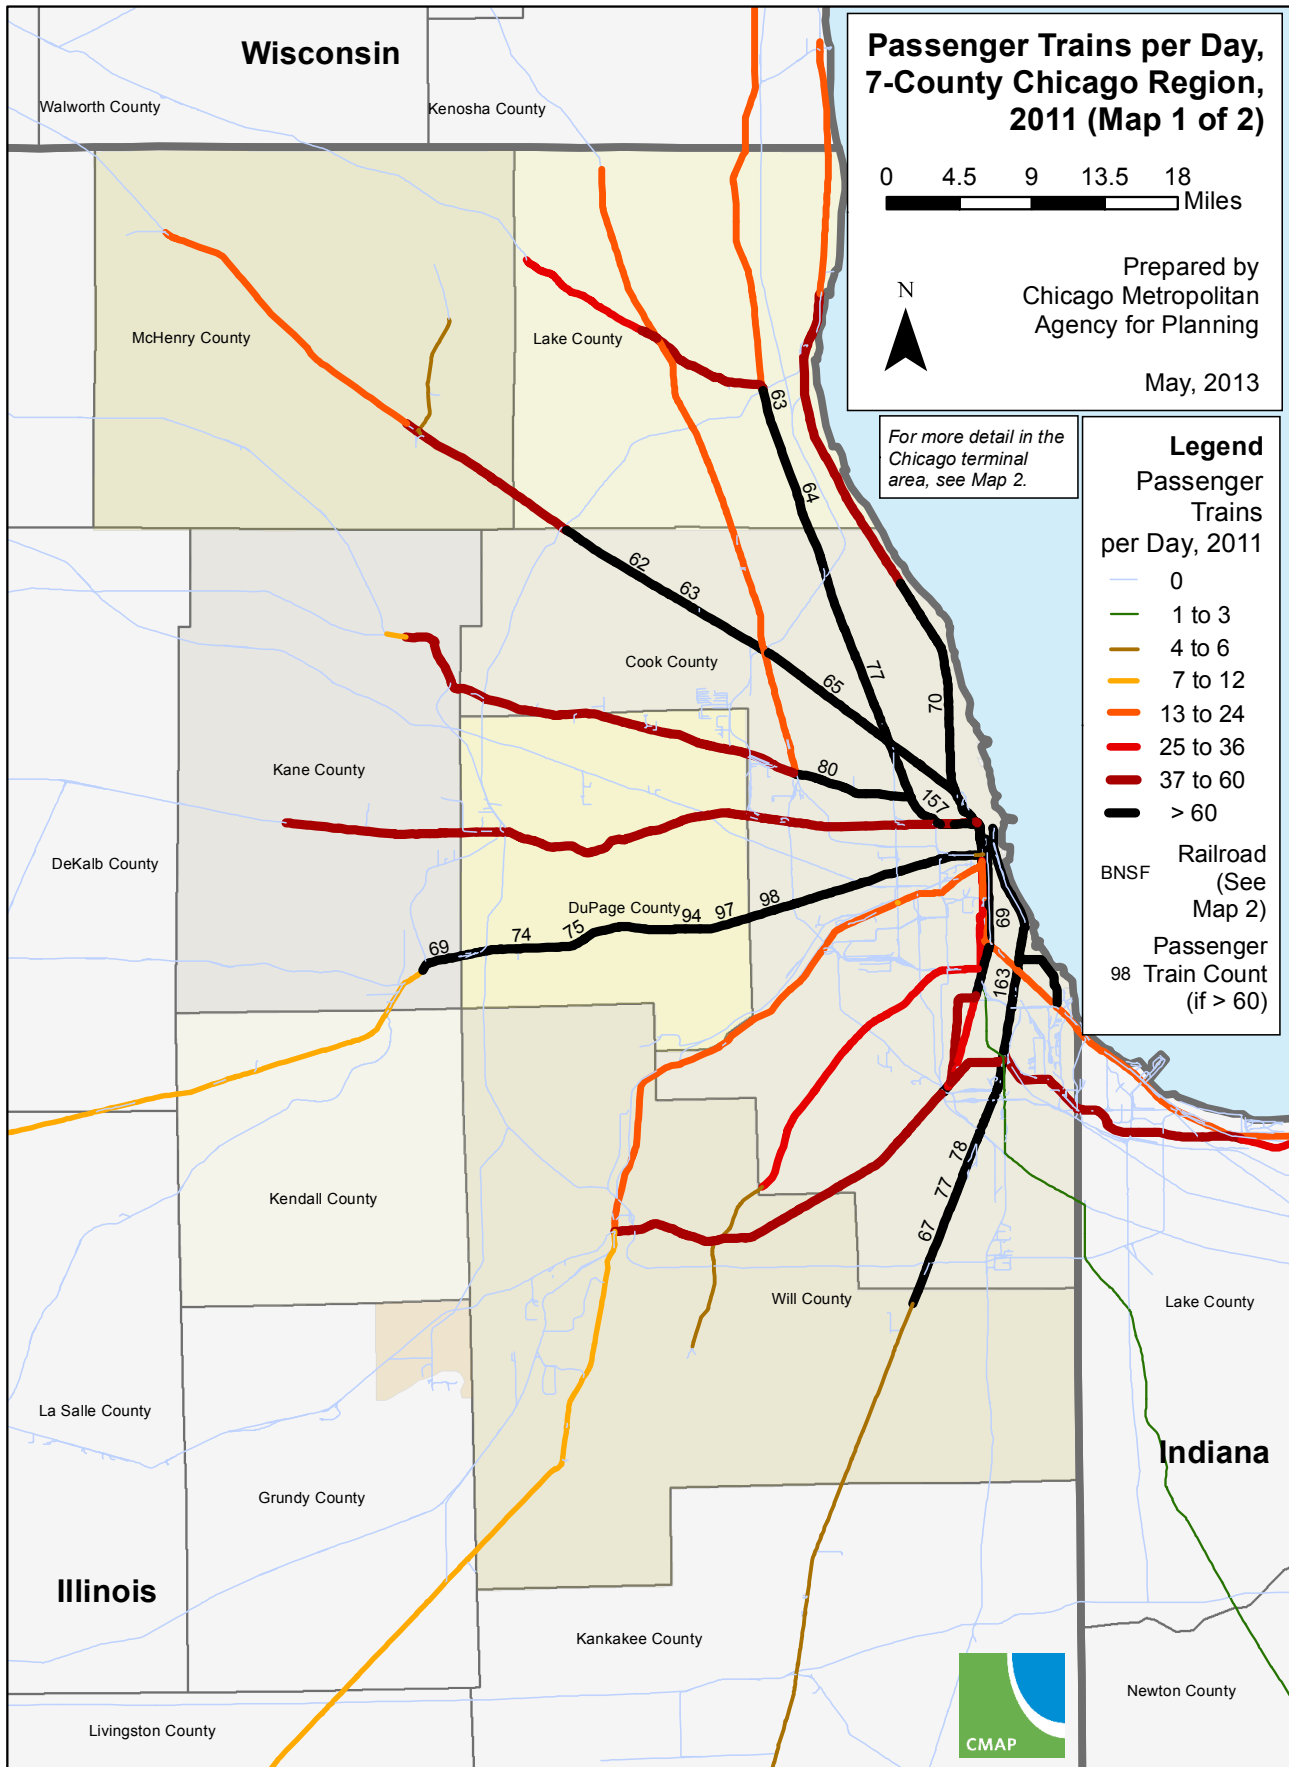 Wisconsin
Walworth County
Kenosha County
Passenger Trains per Day,
7-County Chicago Region,
2011 (Map 1 of 2)
0 4.5 9 13.5 18
Miles
N
Prepared by
Chicago Metropolitan
Agency for Planning
May, 2013
McHenry County
Lake County
63
For more detail in the
Chicago terminal
area, see Map 2.
64
Legend
Passenger
Trains
per Day, 2011
0
1 to 3
4 to 6
7 to 12
13 to 24
25 to 36
37 to 60
> 60
BNSF
Railroad
(See
Map 2)
98
Passenger
Train Count
(if > 60)
62
63
Cook County
65
77
70
Kane County
80
157
DeKalb County
DuPage County
69
74
75
94
97
98
69
163
Kendall County
78
77
67
Will County
Lake County
La Salle County
Indiana
Grundy County
Illinois
Kankakee County
Newton County
Livingston County
CMAP